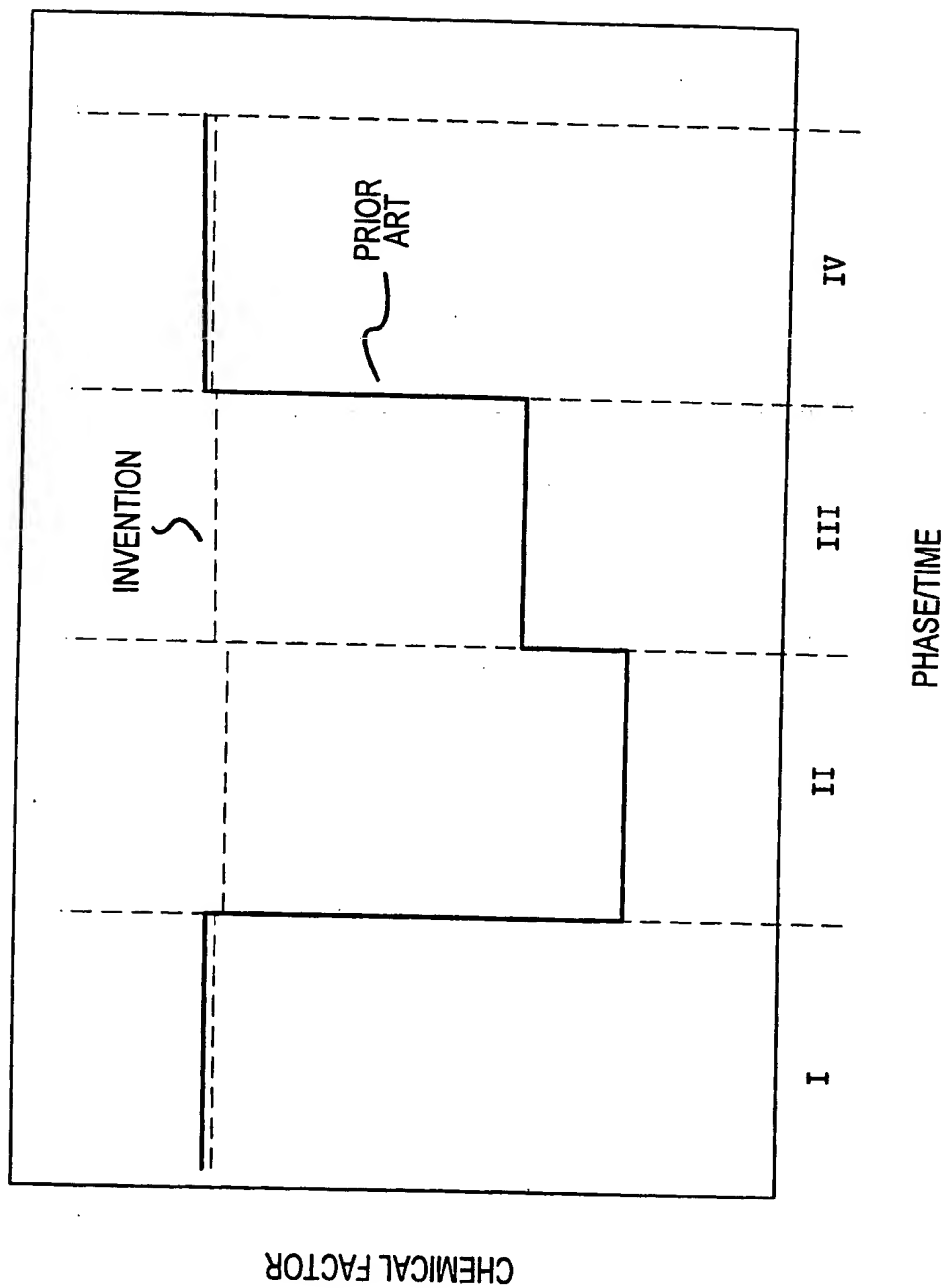 CHEMICAL FACTOR
INVENTION
PRIOR
ART
I
II
III
IV
PHASE/TIME